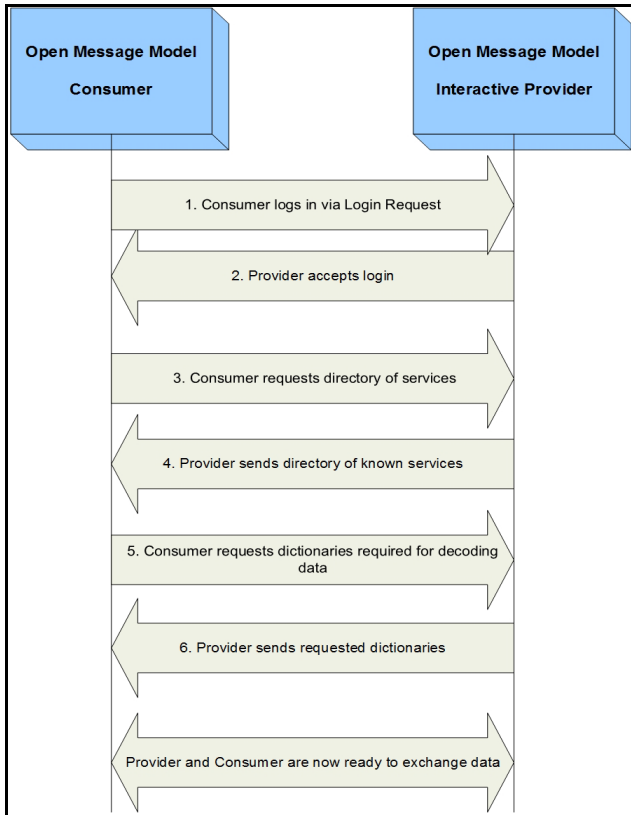 Open Message Model
Consumer
Open Message Model
Interactive Provider
1. Consumer logs in via Login Request
2. Provider accepts login
3. Consumer requests directory of services
4. Provider sends directory of known services
5. Consumer requests dictionaries required for decoding
data
6. Provider sends requested dictionaries
Provider and Consumer are now ready to exchange data